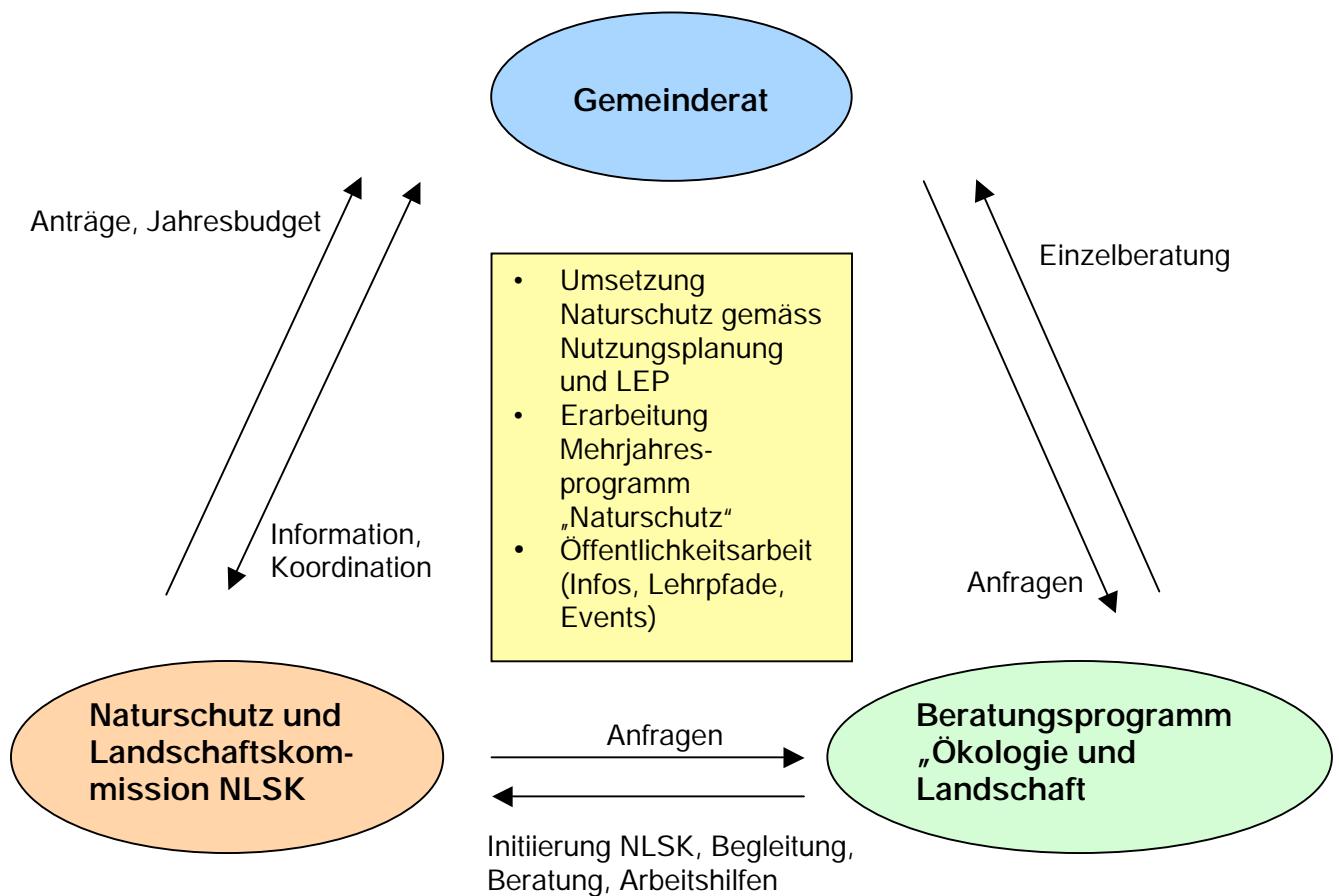 Gemeinderat
Anträge, Jahresbudget
Einzelberatung
• Umsetzung
Naturschutz gemäss
Nutzungsplanung
und LEP
• Erarbeitung
Mehrjahres-
programm
„Naturschutz“
• Öffentlichkeitsarbeit
(Infos, Lehrpfade,
Events)
Information,
Koordination
Anfragen
Naturschutz und
Landschaftskom-
mission NLSK
Anfragen
Beratungsprogramm
„Ökologie und
Landschaft
Initiierung NLSK, Begleitung,
Beratung, Arbeitshilfen